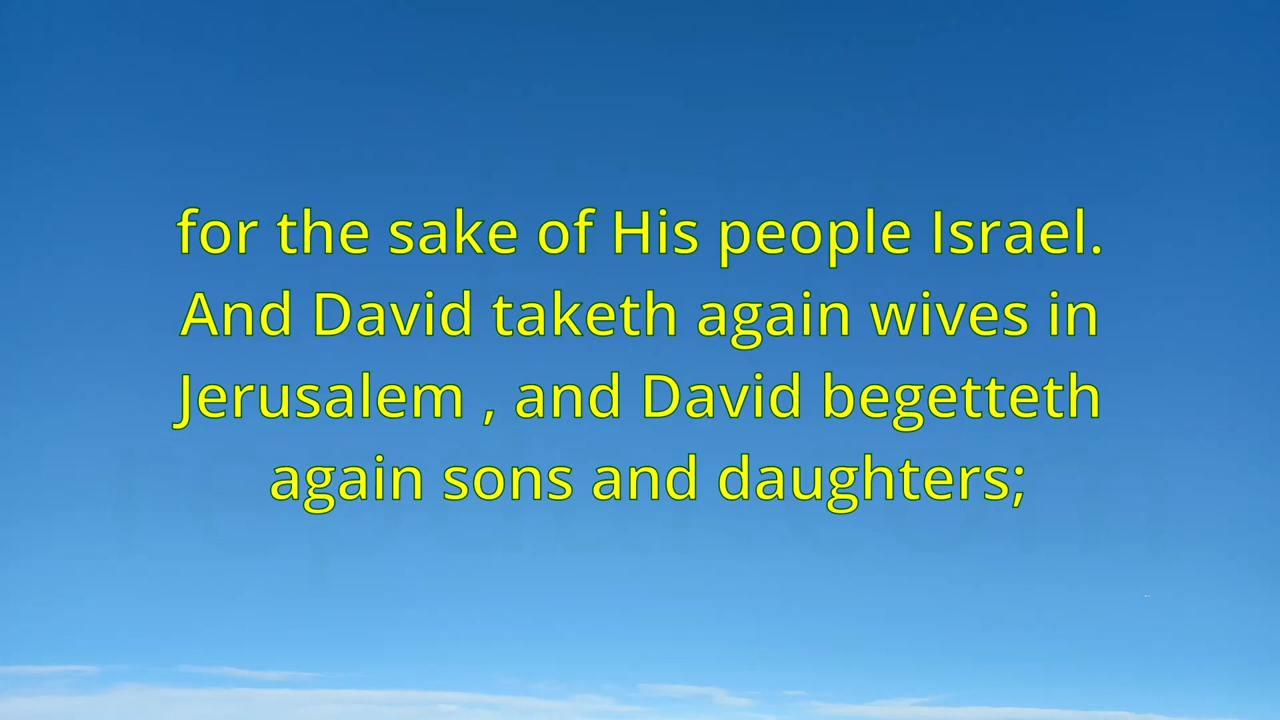 for the sake of His people Israel.
And David taketh again wives in
Jerusalem , and David begetteth
again sons and daughters;